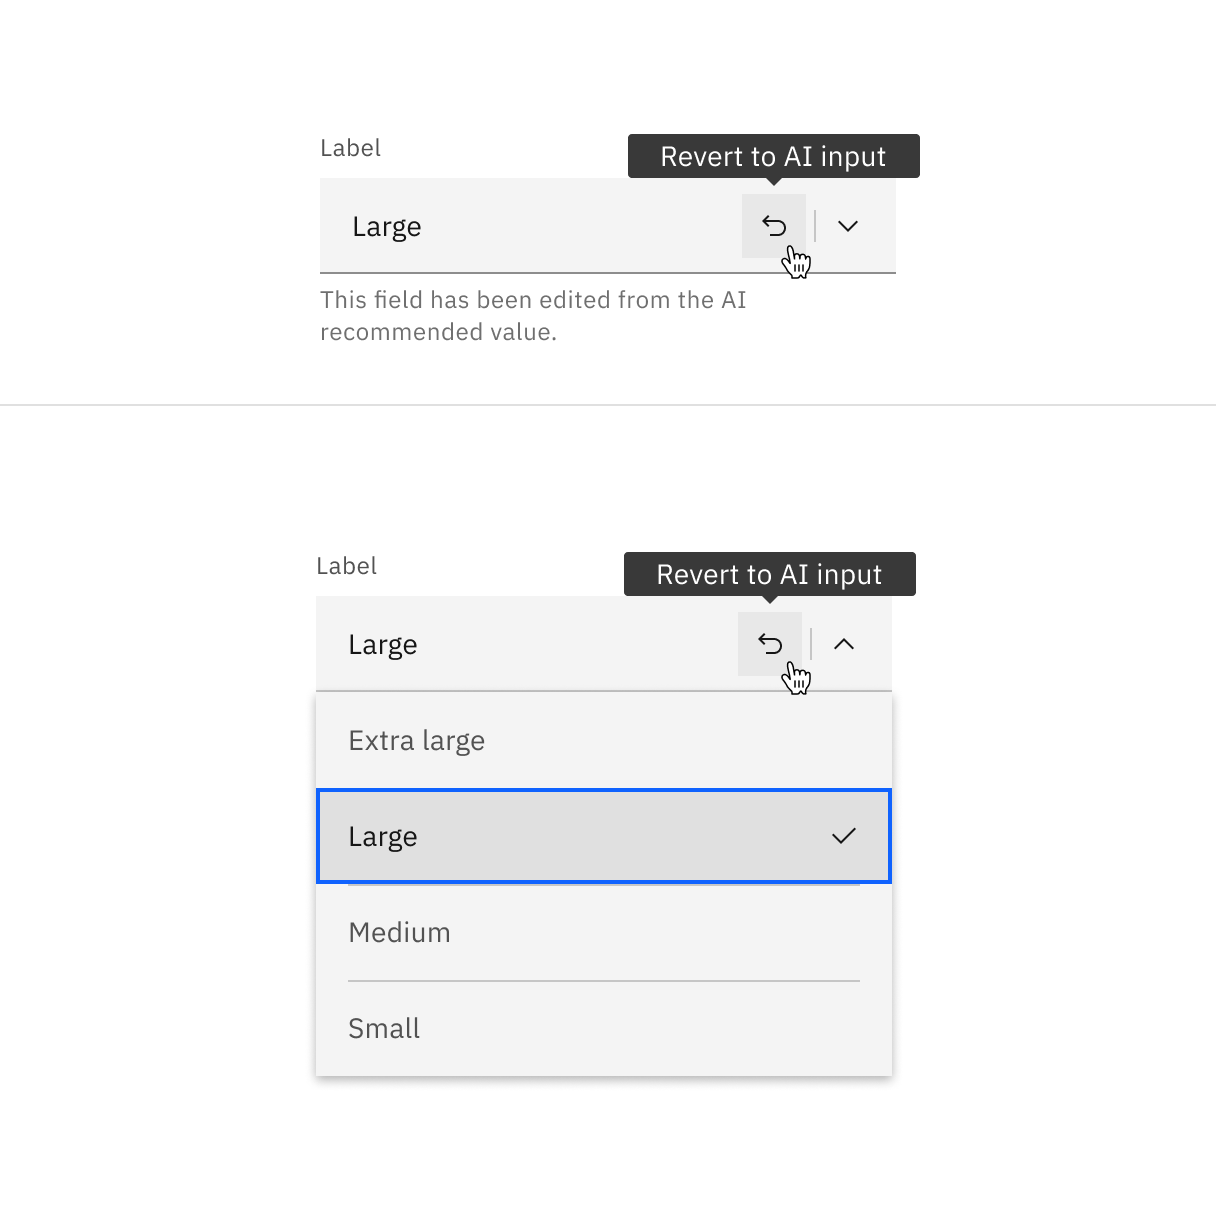 Label
Revert to AI input
Large
This field has been edited from the AI
recommended value.
Label
Revert to AI input
Large
Extra large
Large
Medium
Small